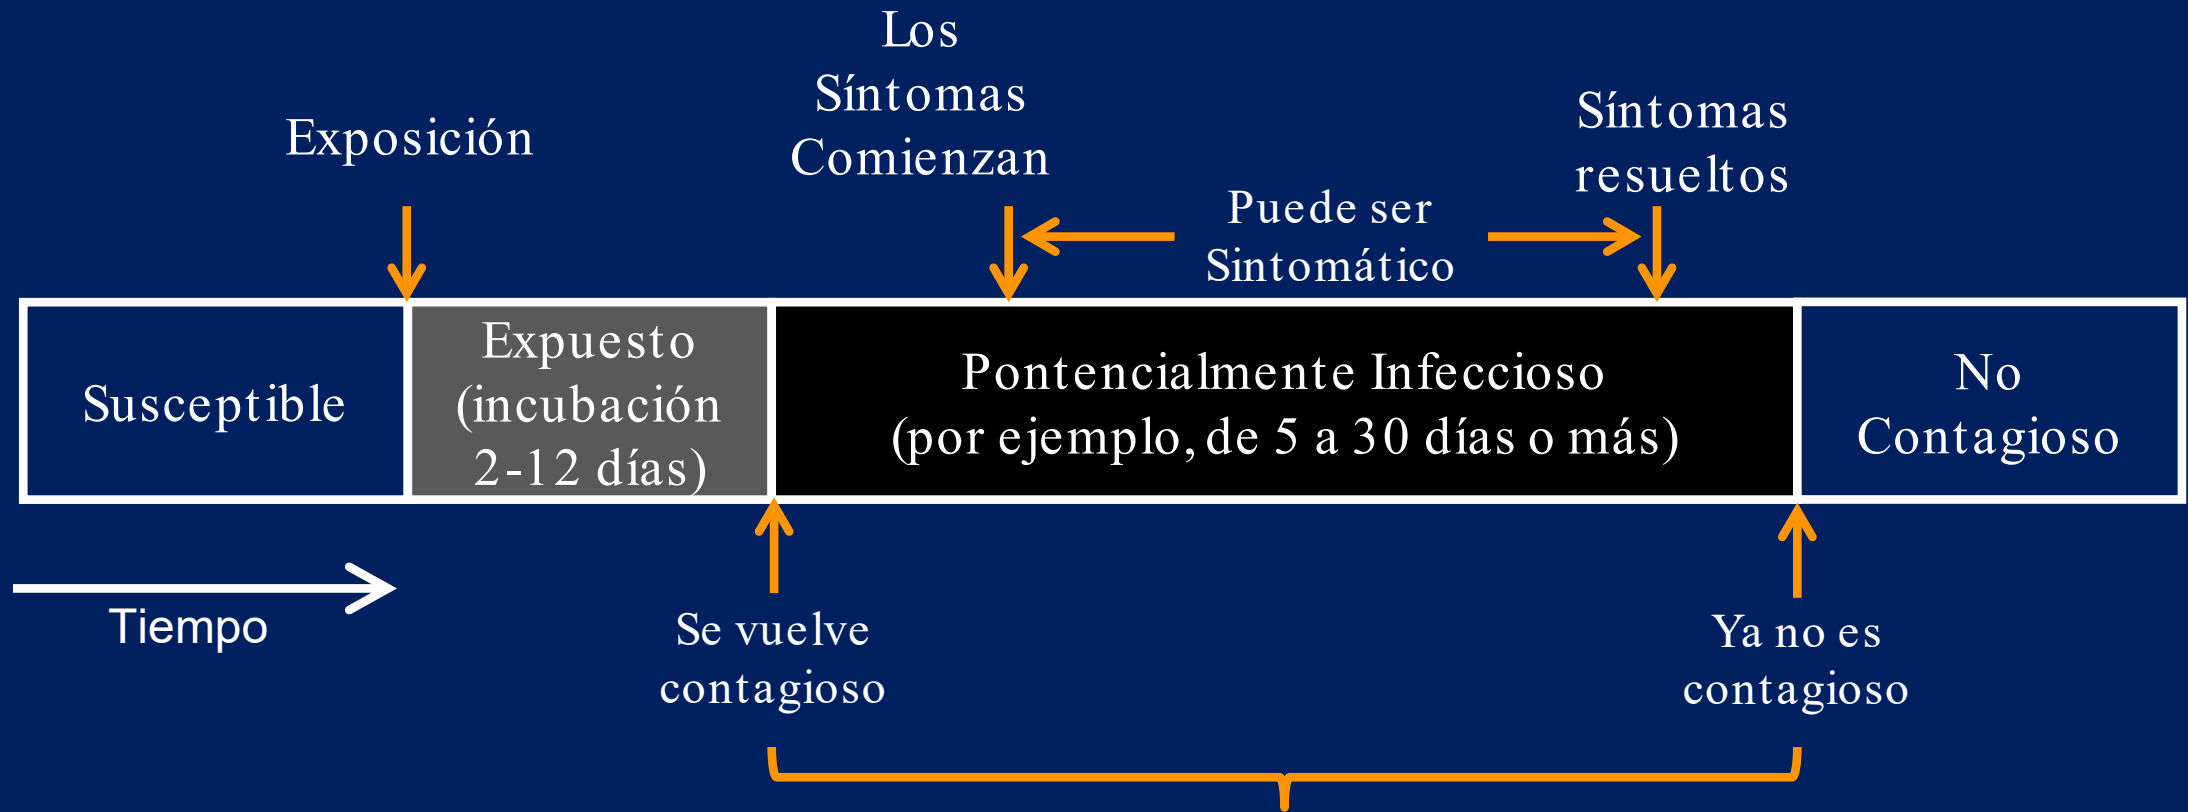 Los
Síntomas
Comienzan
Exposición
Síntomas
resueltos
Puede ser
Sintomático
Susceptible
Expuesto
(incubación
2-12 días)
Pontencialmente Infeccioso
(por ejemplo, de 5 a 30 días o más)
No
Contagioso
Tiempo
Se vuelve
contagioso
Ya no es
contagioso